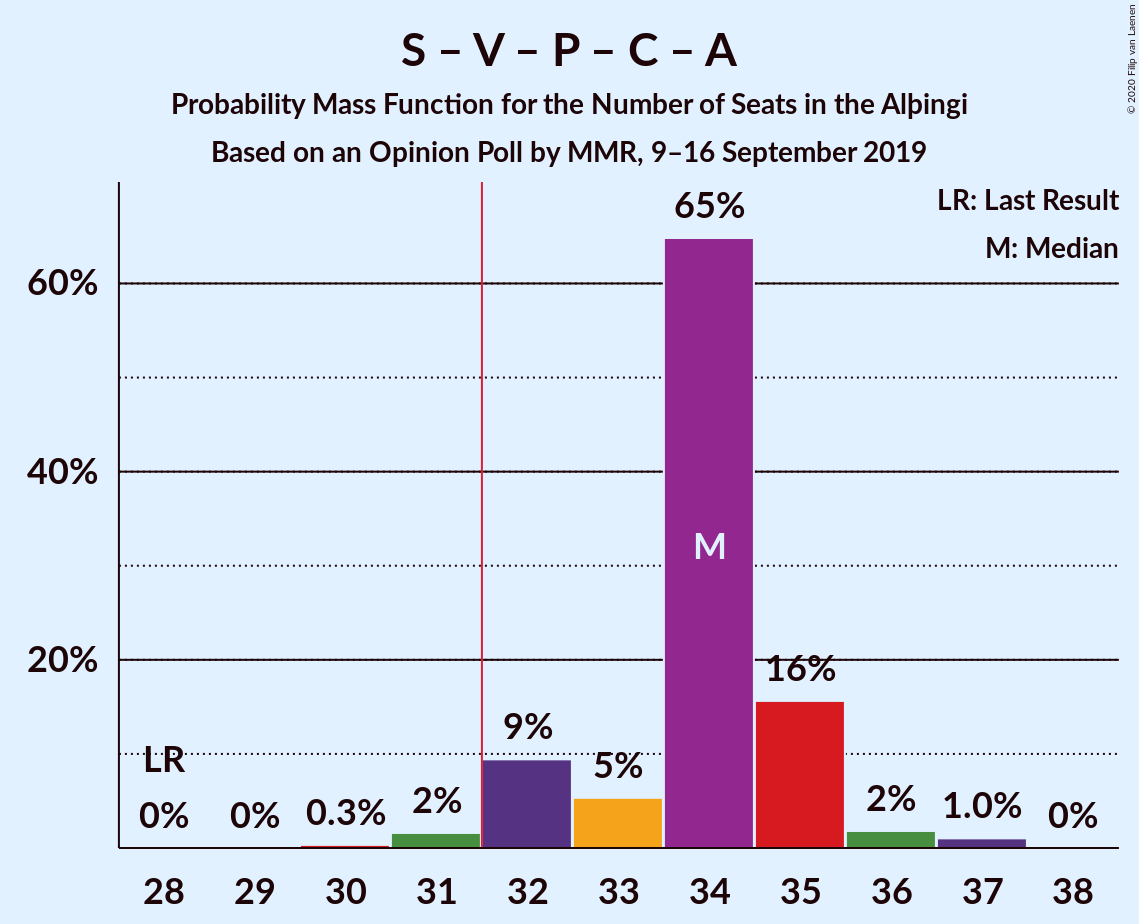 S – V – P – C – A
Probability Mass Function for the Number of Seats in the Alþingi
Based on an Opinion Poll by MMR, 9–16 September 2019
© 2020 Filip van Laenen
LR: Last Result
M: Median
60%
40%
20%
LR
0%
0%
0.3%
2%
9%
5%
65%
M
16%
2%
1.0%
0%
28 29 30 31 32 33 34 35 36 37 38